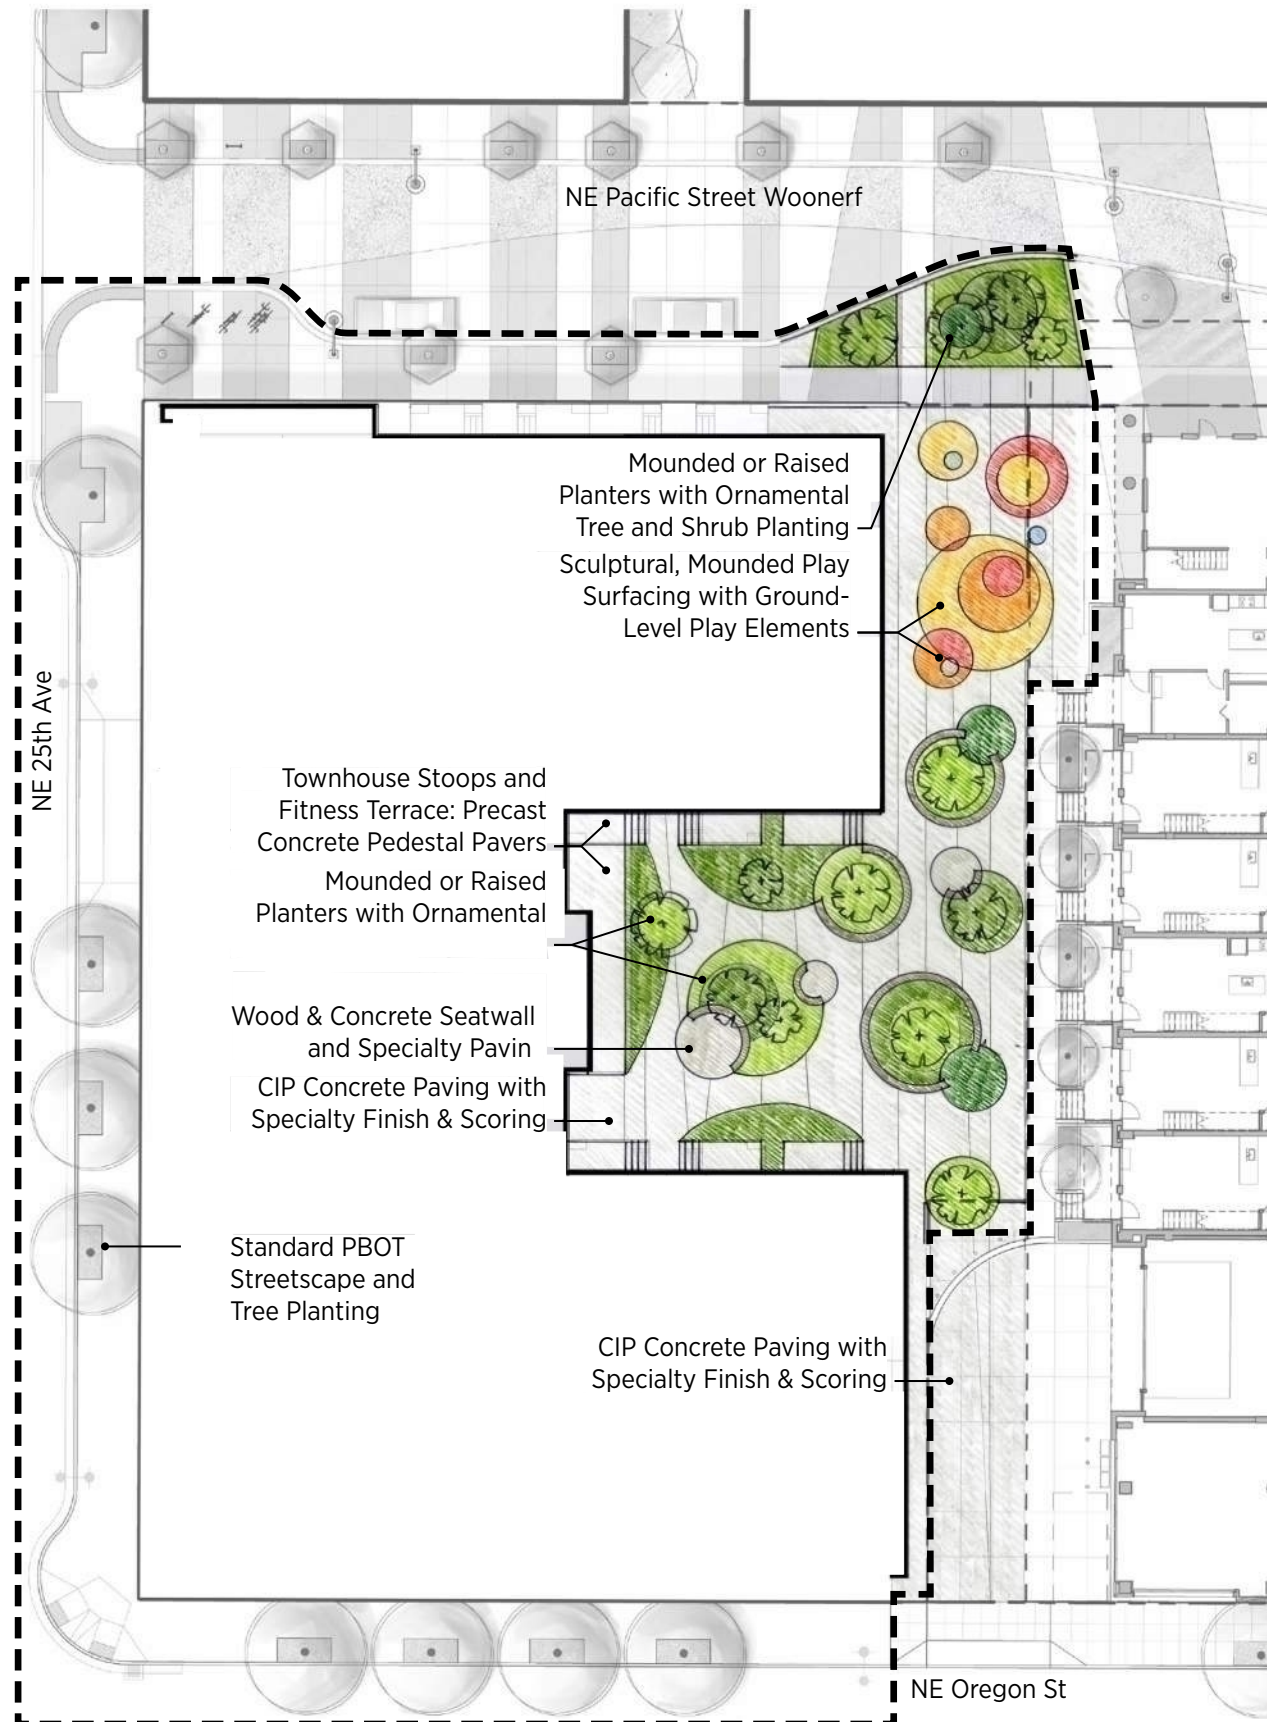 NE Pacific Street Woonerf
Mounded or Raised
Planters with Ornamental
Tree and Shrub Planting
Sculptural, Mounded Play
Surfacing with Ground-
Level Play Elements
NE 25th Ave
Townhouse Stoops and
Fitness Terrace: Precast
Concrete Pedestal Pavers
Mounded or Raised
Planters with Ornamental
Wood & Concrete Seatwall
and Specialty Pavin
CIP Concrete Paving with
Specialty Finish & Scoring
Standard PBOT
Streetscape and
Tree Planting
CIP Concrete Paving with
Specialty Finish & Scoring
NE Oregon St